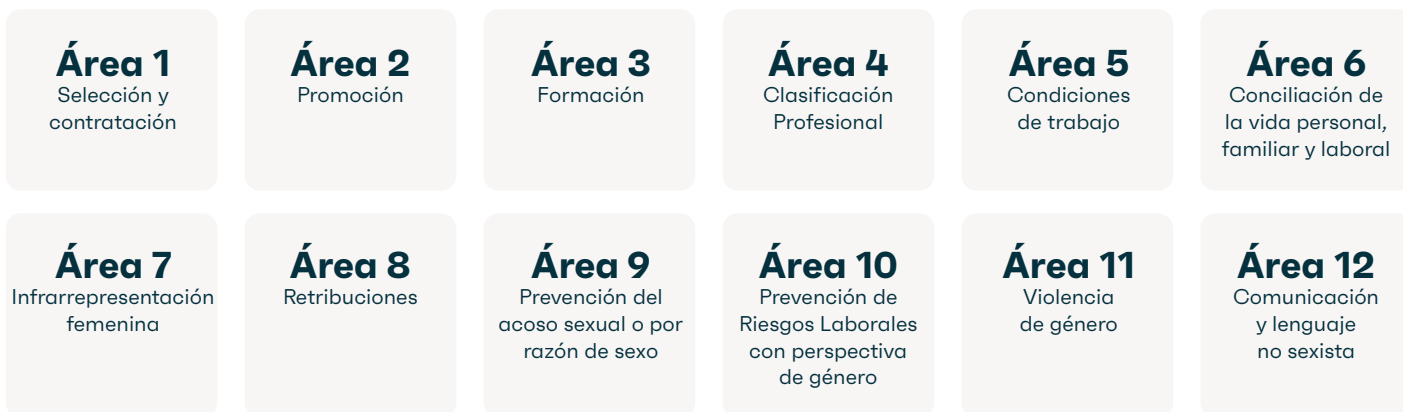 Área 1
Selección y
contratación
Área 2
Promoción
Área 3
Formación
Área 4
Clasificación
Profesional
Área 5
Condiciones
de trabajo
Área 6
Conciliación de
la vida personal,
familiar y laboral
Área 7
Infrarrepresentación
femenina
Área 8
Retribuciones
Área 9
Prevención del
acoso sexual o por
razón de sexo
Área 10
Prevención de
Riesgos Laborales
con perspectiva
de género
Área 11
Violencia
de género
Área 12
Comunicación
y lenguaje
no sexista